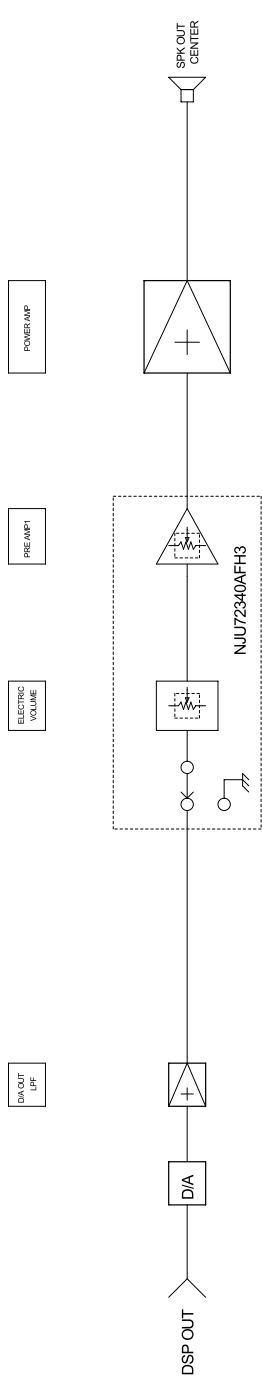 SPK OUT
CENTER
POWER AMP
PRE AMP1
NJU72340AFH3
ELECTRIC
VOLUME
D/A OUT
LPF
D/A
DSP OUT